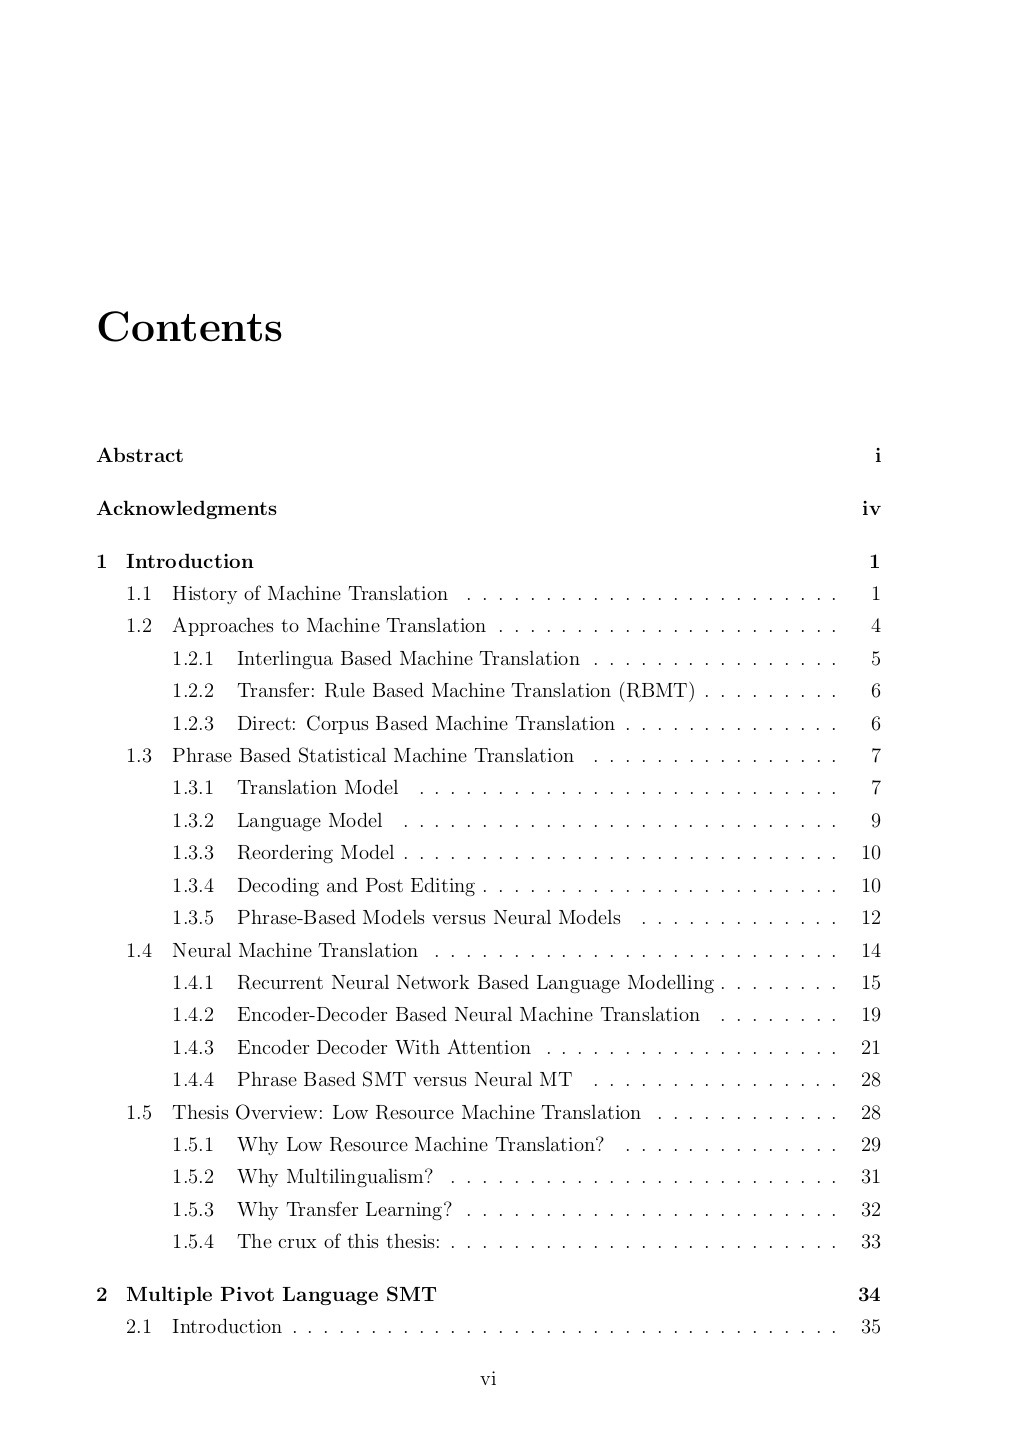 Contents
Abstract i
Acknowledgments iv
1 Introduction 1
1.1 History of Machine Translation . . . . . . . . . . . . . . . . . . . . . . . . 1
1.2 Approaches to Machine Translation . . . . . . . . . . . . . . . . . . . . . . 4
1.2.1 Interlingua Based Machine Translation . . . . . . . . . . . . . . . . 5
1.2.2 Transfer: Rule Based Machine Translation (RBMT) . . . . . . . . . 6
1.2.3 Direct: Corpus Based Machine Translation . . . . . . . . . . . . . . 6
1.3 Phrase Based Statistical Machine Translation . . . . . . . . . . . . . . . . 7
1.3.1 Translation Model . . . . . . . . . . . . . . . . . . . . . . . . . . . 7
1.3.2 Language Model . . . . . . . . . . . . . . . . . . . . . . . . . . . . 9
1.3.3 Reordering Model . . . . . . . . . . . . . . . . . . . . . . . . . . . . 10
1.3.4 Decoding and Post Editing . . . . . . . . . . . . . . . . . . . . . . . 10
1.3.5 Phrase-Based Models versus Neural Models . . . . . . . . . . . . . 12
1.4 Neural Machine Translation . . . . . . . . . . . . . . . . . . . . . . . . . . 14
1.4.1 Recurrent Neural Network Based Language Modelling . . . . . . . . 15
1.4.2 Encoder-Decoder Based Neural Machine Translation . . . . . . . . 19
1.4.3 Encoder Decoder With Attention . . . . . . . . . . . . . . . . . . . 21
1.4.4 Phrase Based SMT versus Neural MT . . . . . . . . . . . . . . . . 28
1.5 Thesis Overview: Low Resource Machine Translation . . . . . . . . . . . . 28
1.5.1 Why Low Resource Machine Translation? . . . . . . . . . . . . . . 29
1.5.2 Why Multilingualism? . . . . . . . . . . . . . . . . . . . . . . . . . 31
1.5.3 Why Transfer Learning? . . . . . . . . . . . . . . . . . . . . . . . . 32
1.5.4 The crux of this thesis: . . . . . . . . . . . . . . . . . . . . . . . . . 33
2 Multiple Pivot Language SMT 34
2.1 Introduction . . . . . . . . . . . . . . . . . . . . . . . . . . . . . . . . . . . 35
vi